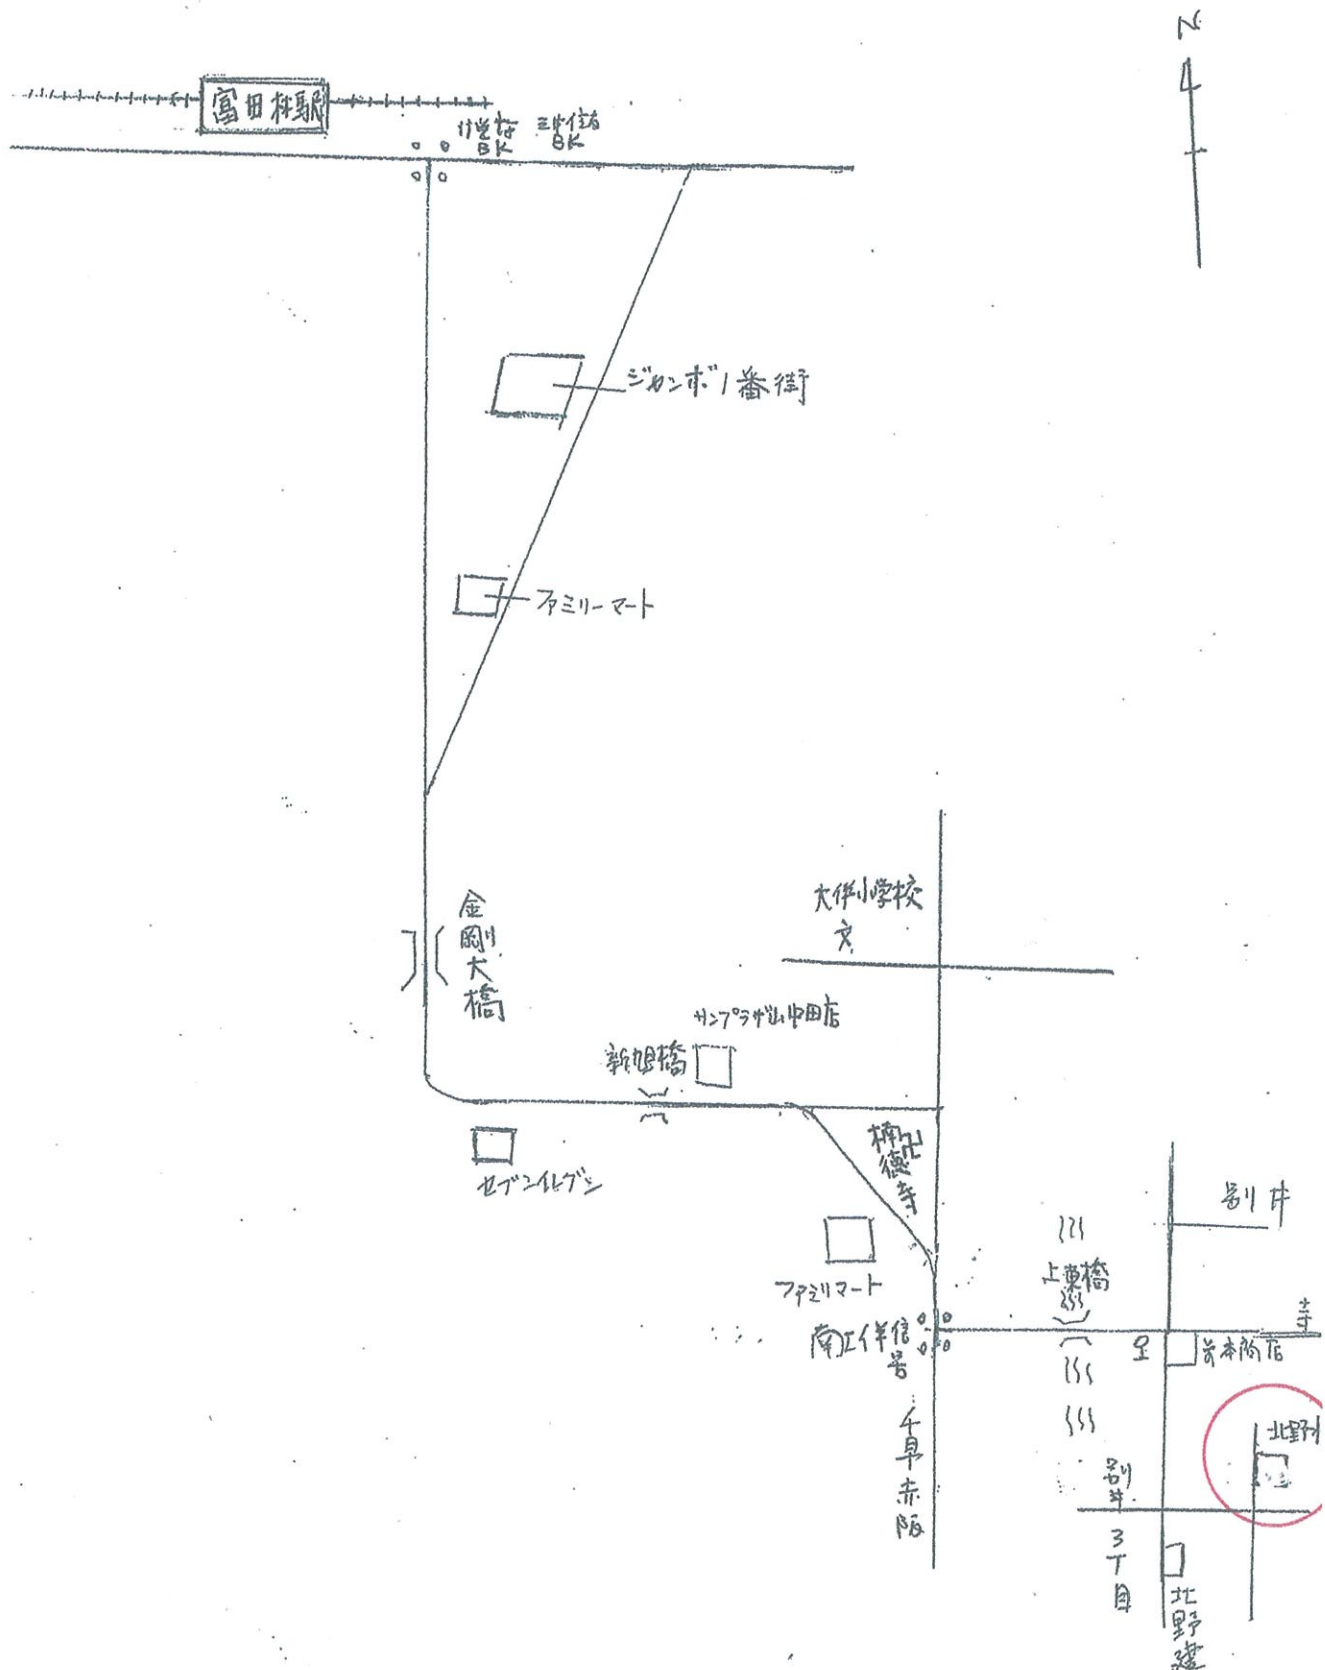 N
富田林駅
りそな
BK
三井住友
BK
ジャンボ1番街
ファミリーマート
金剛大橋
大伴小学校
文
サンプラザ山中田店
新旭橋
セブンイレブン
楠徳寺
卍
ファミリマート
南大伴信号
上東橋
別井
寺
本商店
千早赤阪
北野
別井3丁目
北野建